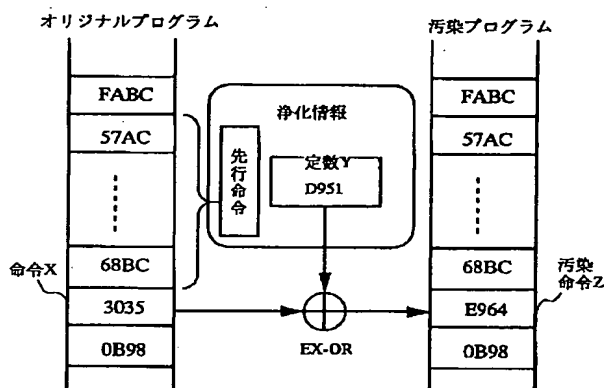 オリジナルプログラム
汚染プログラム
FABC
57AC
68BC
3035
0B98
命令X
浄化情報
先行命令
定数Y
D951
EX-OR
FABC
57AC
68BC
E964
0B98
汚染
命令Z